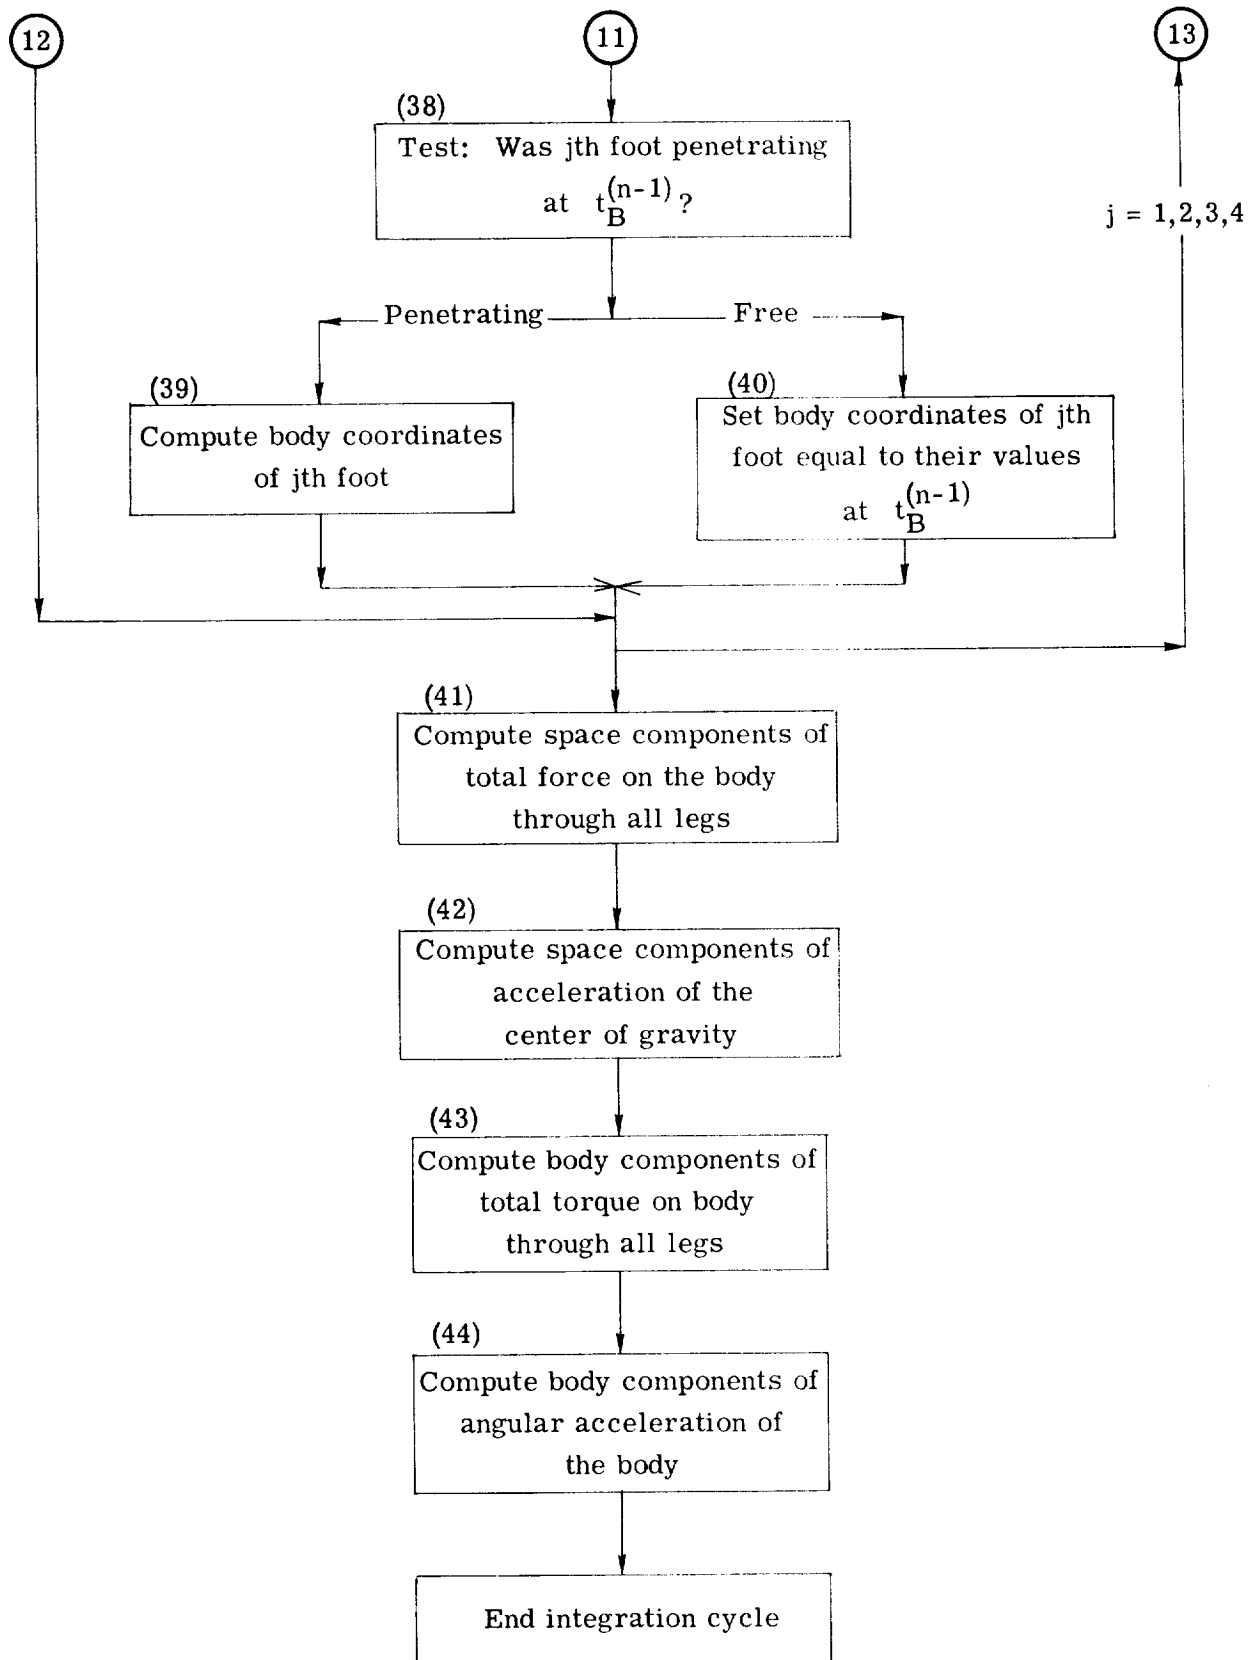 12
11
13
(38)
Test: Was jth foot penetrating
at t_B^(n-1)?
j = 1,2,3,4
Penetrating
Free
(39)
Compute body coordinates
of jth foot
(40)
Set body coordinates of jth
foot equal to their values
at t_B^(n-1)
(41)
Compute space components of
total force on the body
through all legs
(42)
Compute space components of
acceleration of the
center of gravity
(43)
Compute body components of
total torque on body
through all legs
(44)
Compute body components of
angular acceleration of
the body
End integration cycle